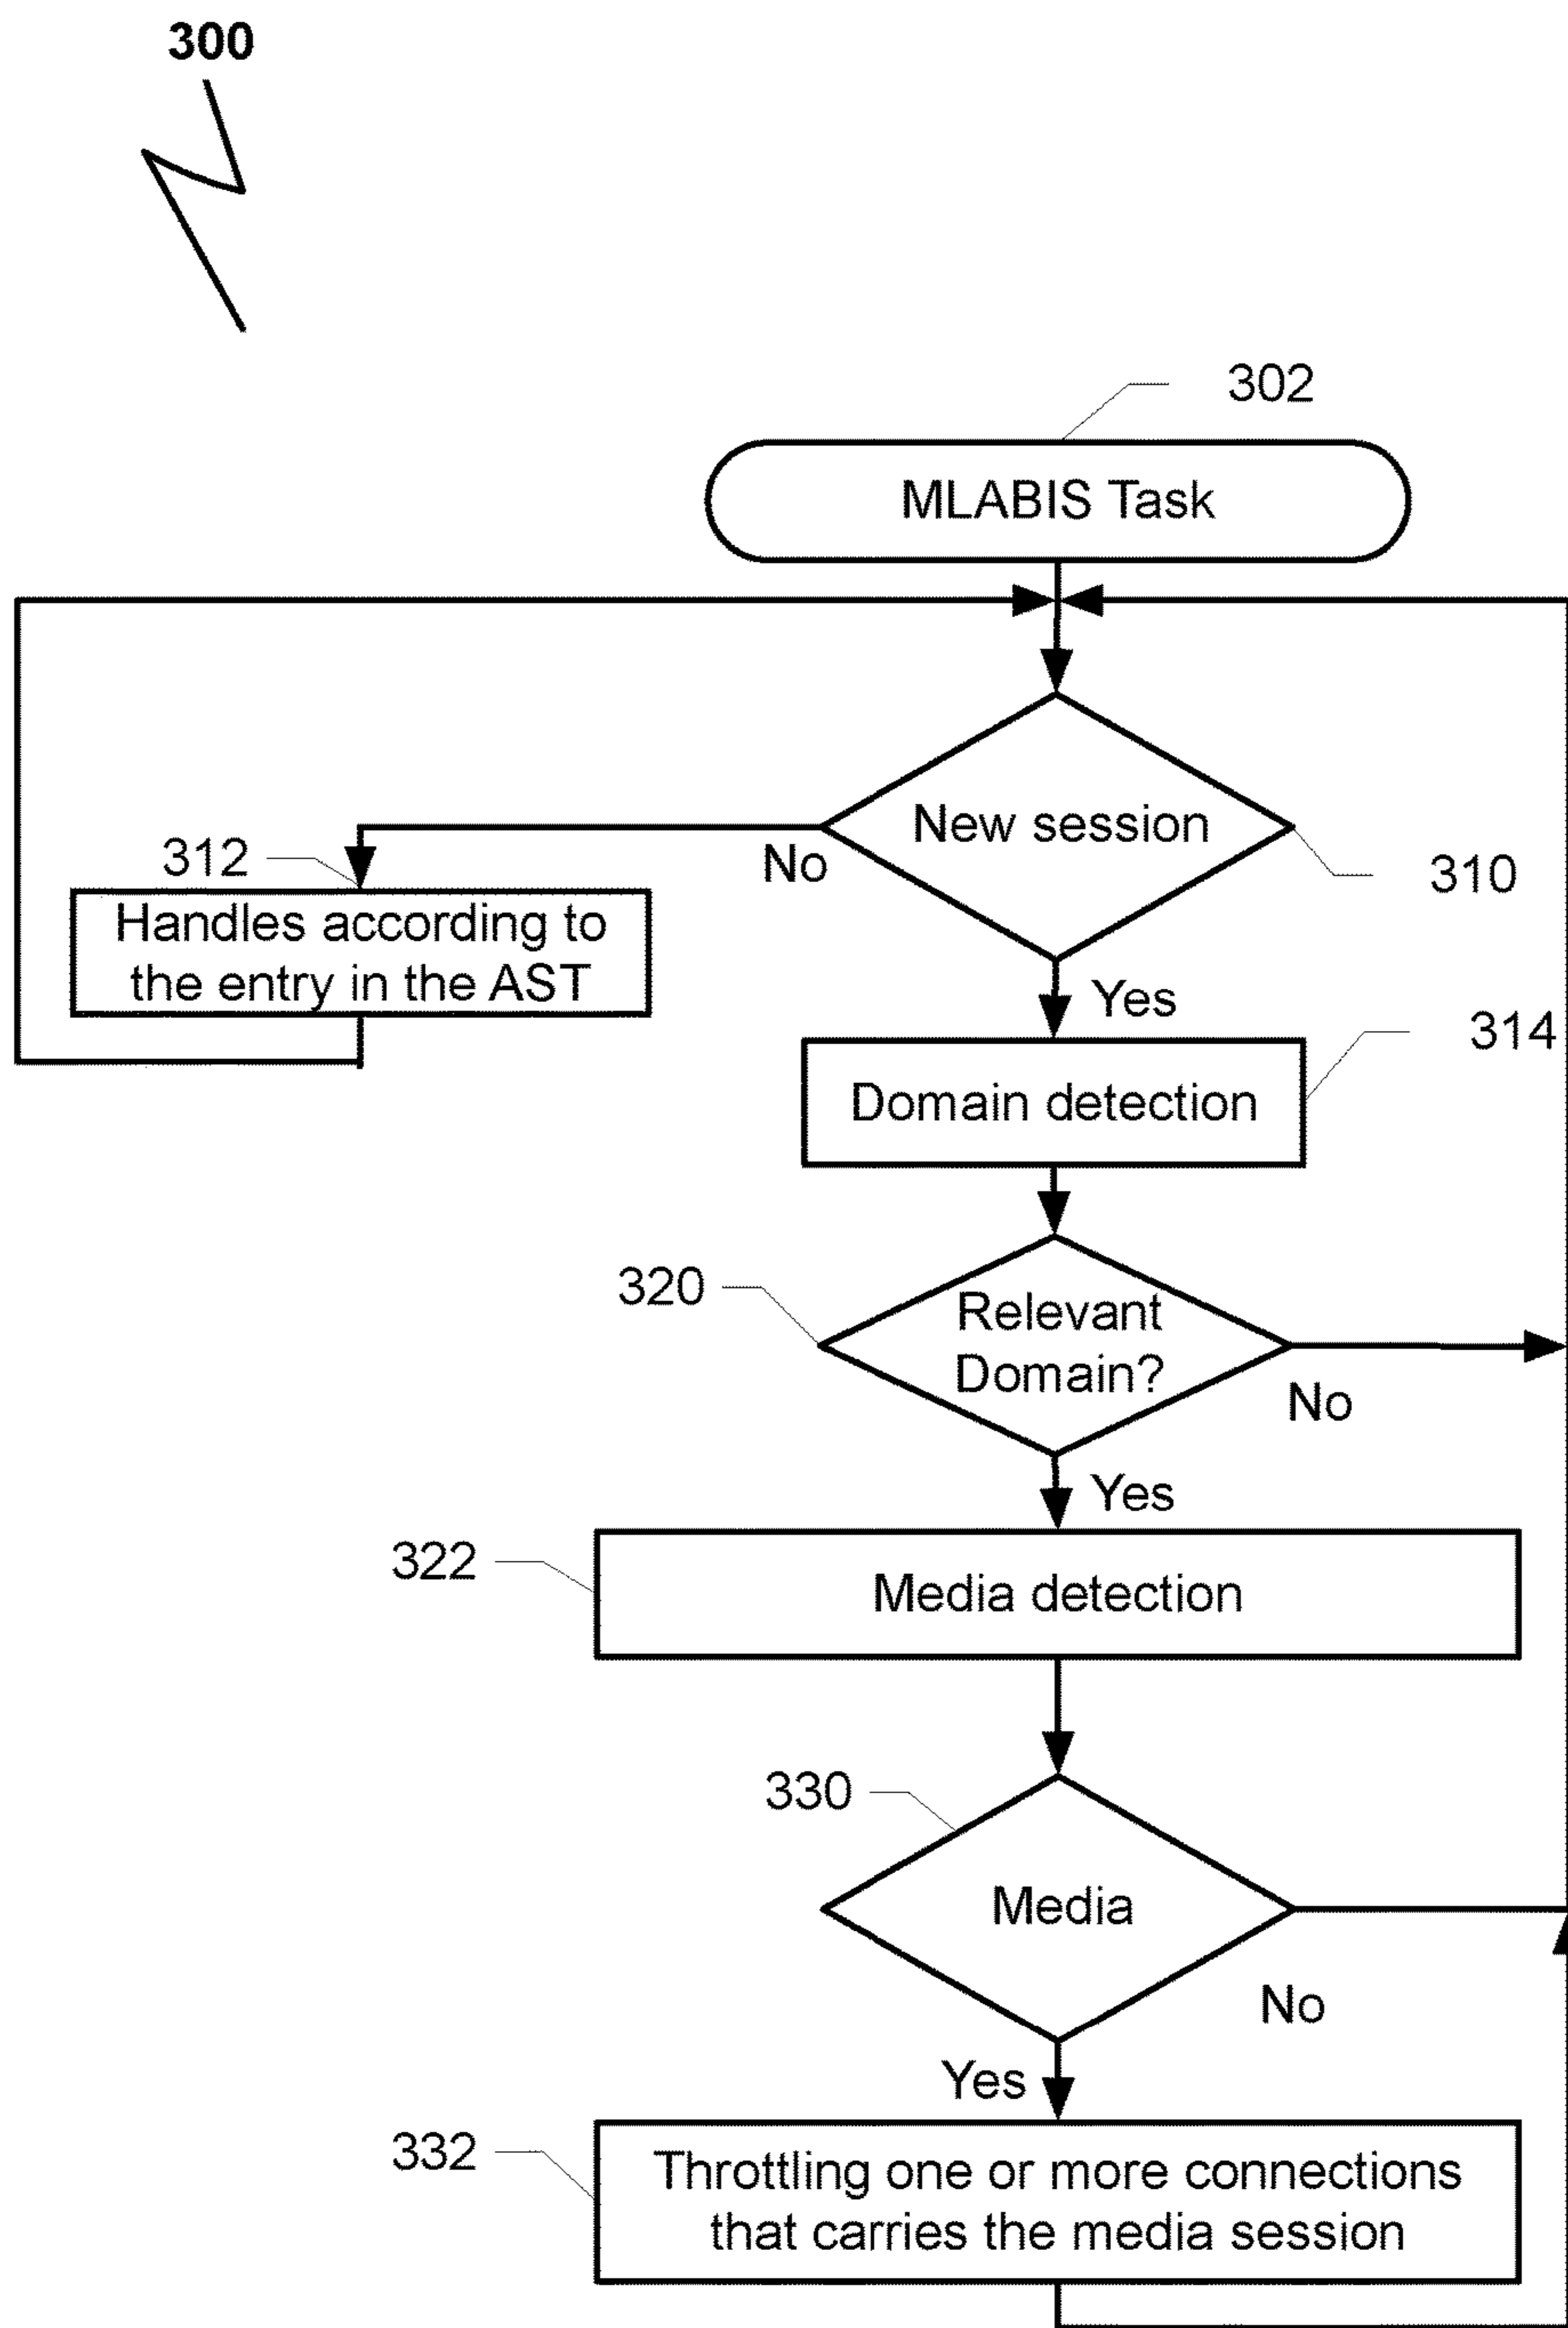 300
302
MLABIS Task
New session
No
310
312
Handles according to
the entry in the AST
Yes
314
Domain detection
320
Relevant
Domain?
No
Yes
322
Media detection
330
Media
No
Yes
332
Throttling one or more connections
that carries the media session